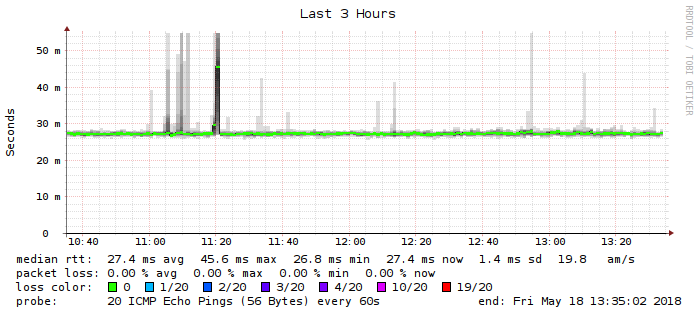 Last 3 Hours
RRDTOOL / TOBI OETIKER
Seconds
50 m
40 m
30 m
20 m
10 m
0
10:40 11:00 11:20 11:40 12:00 12:20 12:40 13:00 13:20
median rtt: 27.4 ms avg 45.6 ms max 26.8 ms min 27.4 ms now 1.4 ms sd 19.8 am/s
packet loss: 0.00 % avg 0.00 % max 0.00 % min 0.00 % now
loss color: 0 1/20 2/20 3/20 4/20 10/20 19/20
probe: 20 ICMP Echo Pings (56 Bytes) every 60s end: Fri May 18 13:35:02 2018